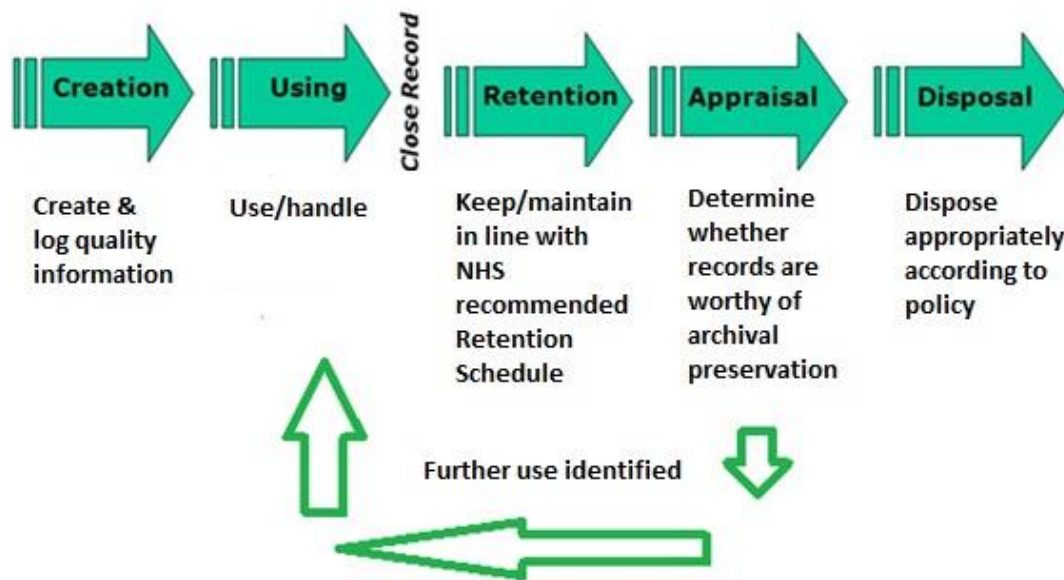 Creation
Using
Close Record
Retention
Appraisal
Disposal
Create &
log quality
information
Use/handle
Keep/maintain
in line with
NHS
recommended
Retention
Schedule
Determine
whether
records are
worthy of
archival
preservation
Dispose
appropriately
according to
policy
Further use identified